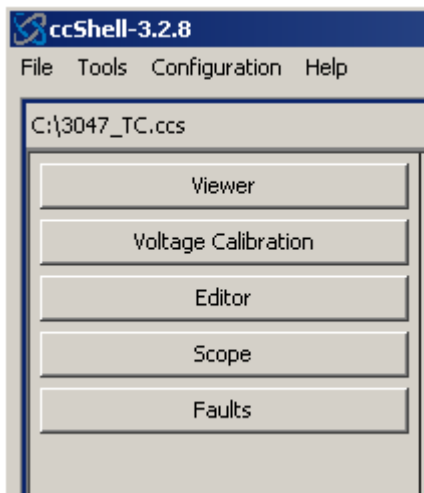 ccShell-3.2.8
File Tools Configuration Help
C:\3047_TC.ccs
Viewer
Voltage Calibration
Editor
Scope
Faults